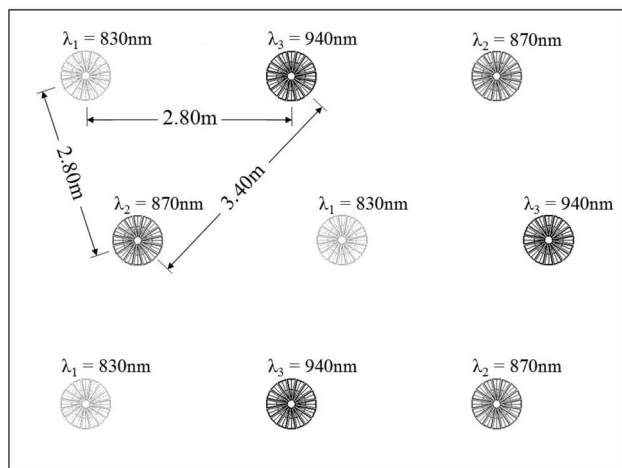 λ₁ = 830nm
λ₃ = 940nm
λ₂ = 870nm
2.80m
2.80m
3.40m
λ₂ = 870nm
λ₁ = 830nm
λ₃ = 940nm
λ₁ = 830nm
λ₃ = 940nm
λ₂ = 870nm